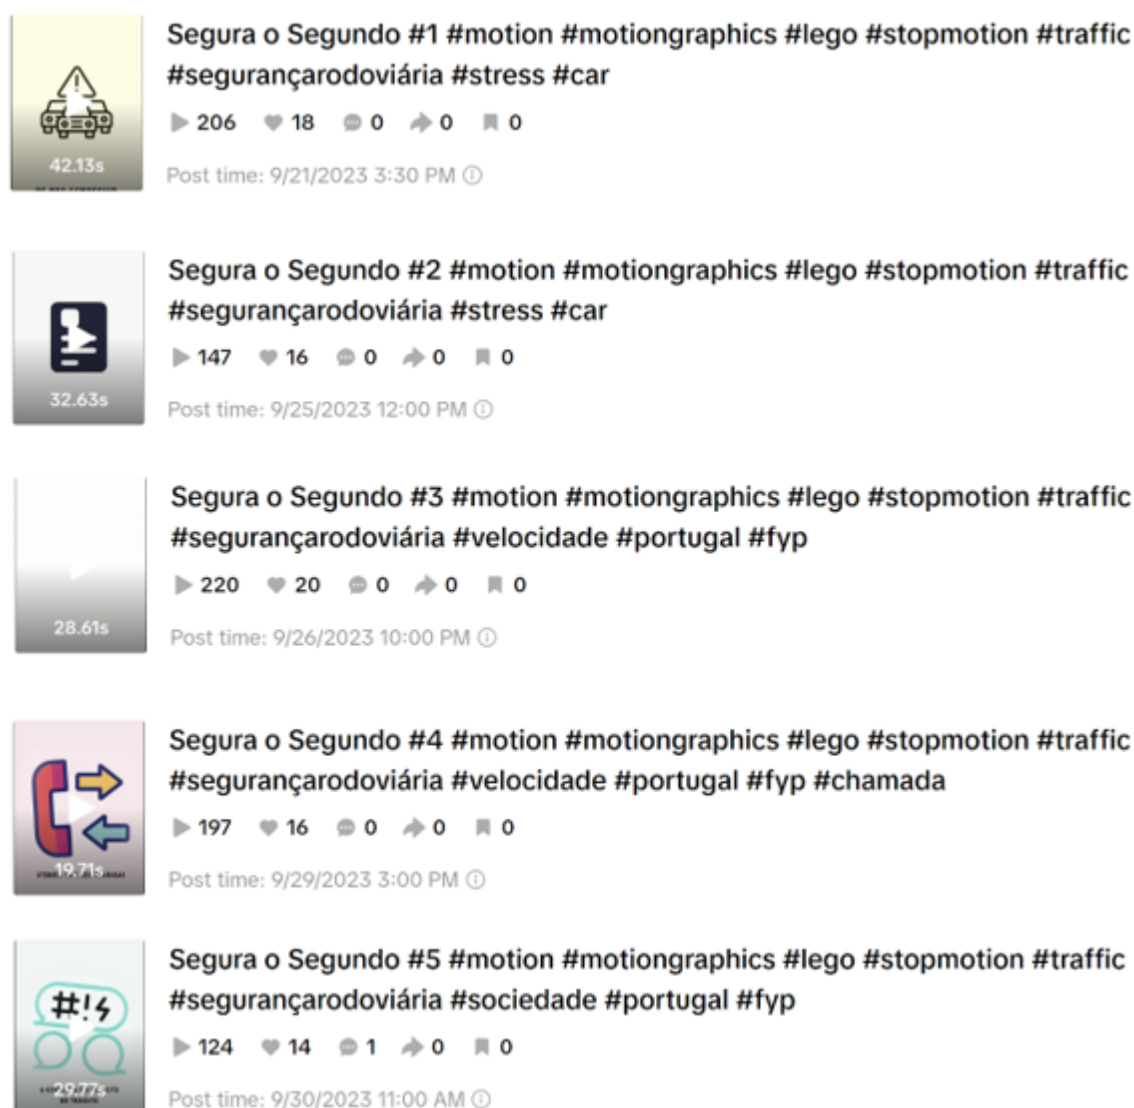 Segura o Segundo #1 #motion #motiongraphics #lego #stopmotion #traffic
#segurançarodoviária #stress #car
206 18 0 0 0
42.13s
Post time: 9/21/2023 3:30 PM
Segura o Segundo #2 #motion #motiongraphics #lego #stopmotion #traffic
#segurançarodoviária #stress #car
147 16 0 0 0
32.63s
Post time: 9/25/2023 12:00 PM
Segura o Segundo #3 #motion #motiongraphics #lego #stopmotion #traffic
#segurançarodoviária #velocidade #portugal #fyp
220 20 0 0 0
28.61s
Post time: 9/26/2023 10:00 PM
Segura o Segundo #4 #motion #motiongraphics #lego #stopmotion #traffic
#segurançarodoviária #velocidade #portugal #fyp #chamada
197 16 0 0 0
19.71s
Post time: 9/29/2023 3:00 PM
Segura o Segundo #5 #motion #motiongraphics #lego #stopmotion #traffic
#segurançarodoviária #sociedade #portugal #fyp
#!
124 14 1 0 0
29.77s
Post time: 9/30/2023 11:00 AM